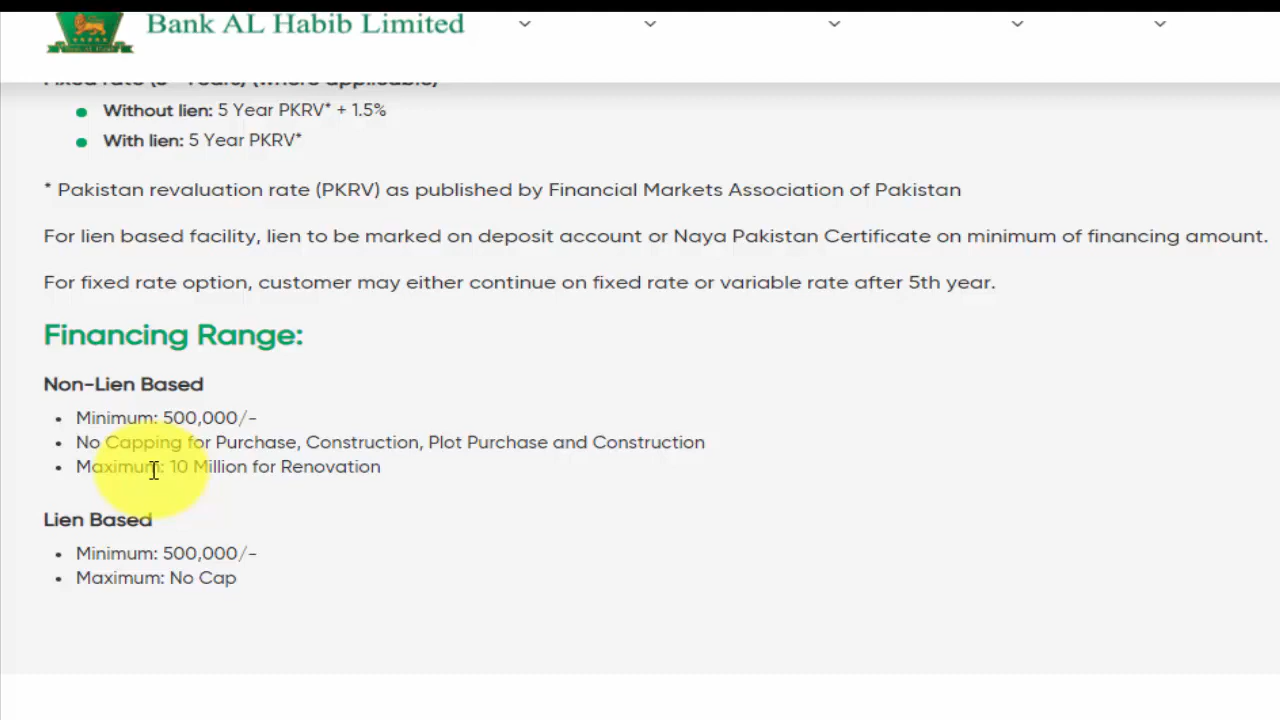 Bank AL Habib Limited
Without lien: 5 Year PKRV* + 1.5%
With lien: 5 Year PKRV*
* Pakistan revaluation rate (PKRV) as published by Financial Markets Association of Pakistan
For lien based facility, lien to be marked on deposit account or Naya Pakistan Certificate on minimum of financing amount.
For fixed rate option, customer may either continue on fixed rate or variable rate after 5th year.
Financing Range:
Non-Lien Based
• Minimum: 500,000/-
• No Capping for Purchase, Construction, Plot Purchase and Construction
• Maximum: 10 Million for Renovation
Lien Based
• Minimum: 500,000/-
• Maximum: No Cap